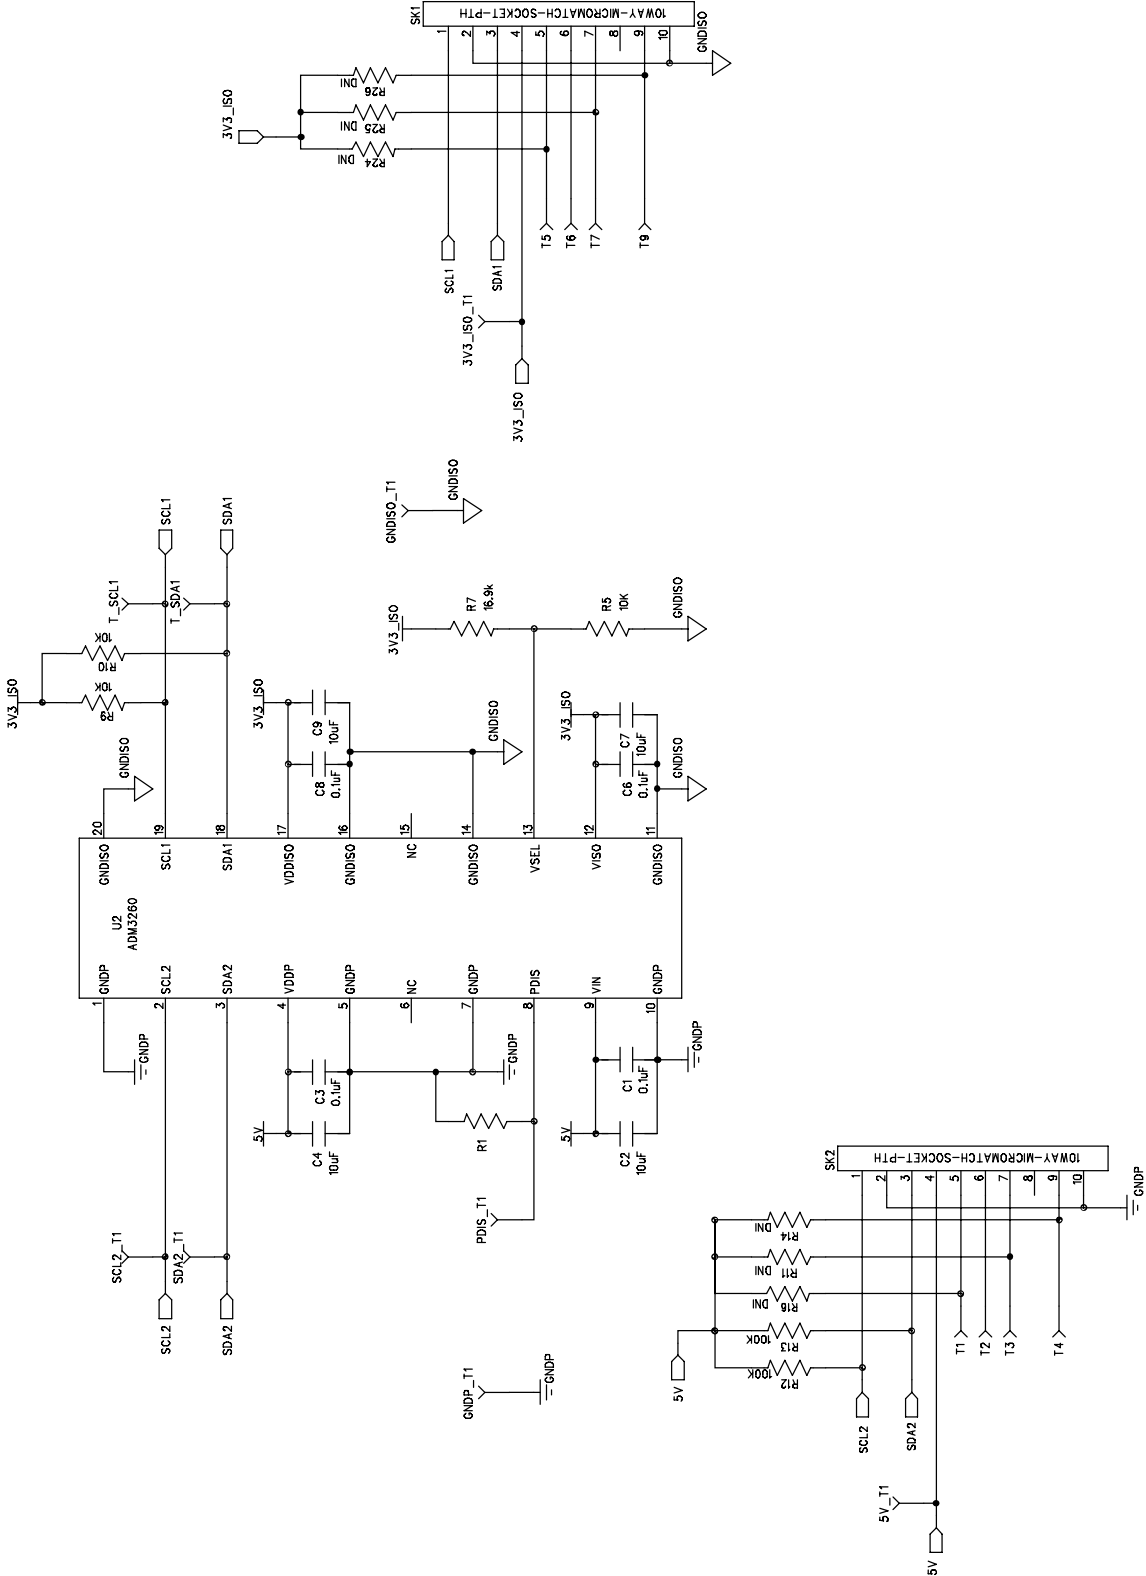 SK1
10WAY-MICROMATCH-SOCKET-PTH
1
2
3
4
5
6
7
8
9
10
GNDISO
3V3_ISO
DNI
R26
DNI
R25
DNI
R24
SCL1
SDA1
T5
T6
T7
T9
3V3_ISO_T1
3V3_ISO
GNDISO_T1
GNDISO
SCL1
SDA1
T_SCL1
T_SDA1
3V3_ISO
10K
R10
10K
R9
GNDISO
3V3_ISO
C9
10uF
C8
0.1uF
GNDISO
3V3_ISO
R7
16.9k
R5
10K
GNDISO
3V3_ISO
C7
10uF
C6
0.1uF
GNDISO
20
19
18
17
16
15
14
13
12
11
GNDISO
SCL1
SDA1
VDDISO
GNDISO
NC
GNDISO
VSEL
VISO
GNDISO
U2
ADM3260
GNDP
SCL2
SDA2
VDDP
GNDP
NC
GNDP
PDIS
VIN
GNDP
1
2
3
4
5
6
7
8
9
10
GNDP
C3
0.1uF
5V
C4
10uF
GNDP
R1
PDIS_T1
C1
0.1uF
5V
C2
10uF
GNDP
SCL2_T1
SDA2_T1
SCL2
SDA2
GNDP_T1
GNDP
SK2
10WAY-MICROMATCH-SOCKET-PTH
1
2
3
4
5
6
7
8
9
10
GNDP
DNI
R14
DNI
R11
DNI
R16
100K
R13
100K
R12
5V
T1
T2
T3
T4
SCL2
SDA2
5V_T1
5V